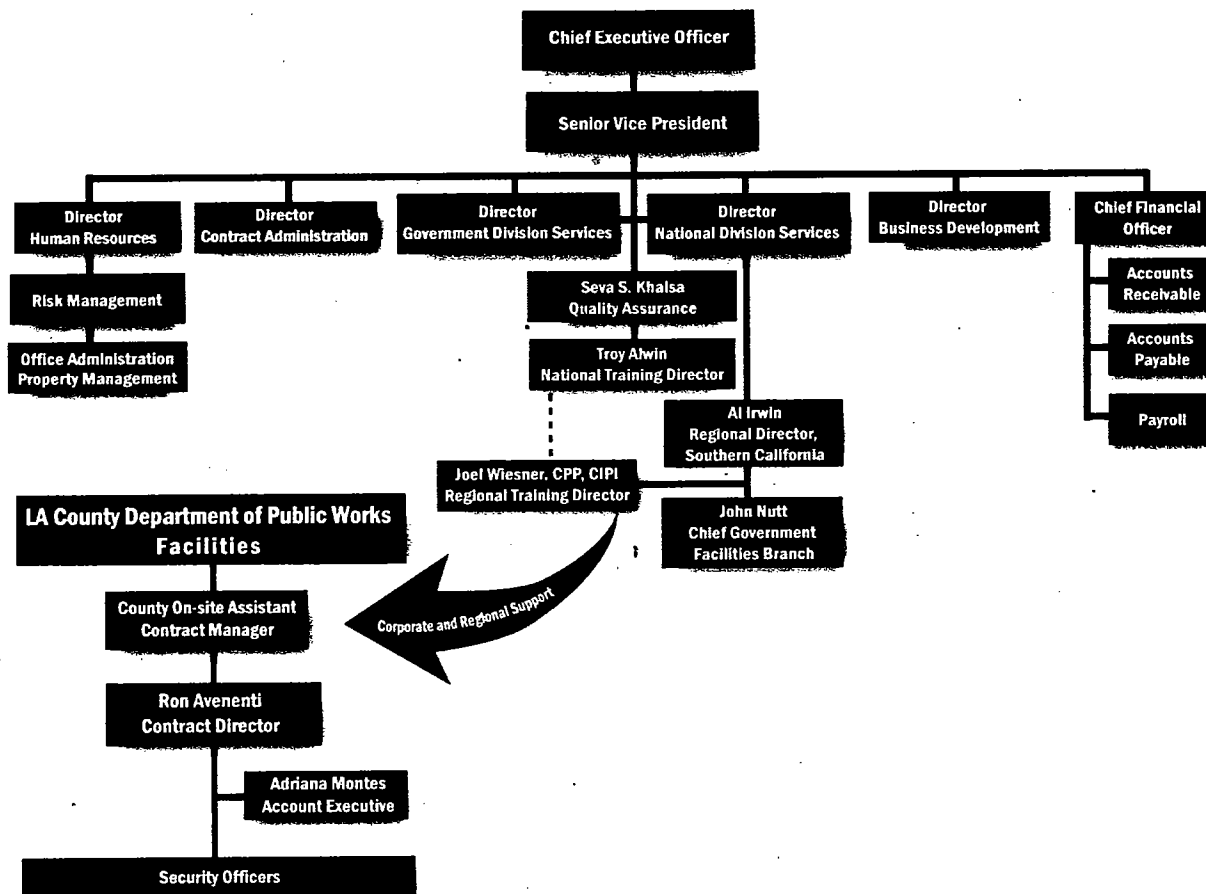 Chief Executive Officer
Senior Vice President
Director
Human Resources
Director
Contract Administration
Director
Government Division Services
Director
National Division Services
Director
Business Development
Chief Financial
Officer
Risk Management
Office Administration
Property Management
Seva S. Khalsa
Quality Assurance
Troy Alwin
National Training Director
Accounts
Receivable
Accounts
Payable
Payroll
Al Irwin
Regional Director,
Southern California
Joel Wiesner, CPP, CIPI
Regional Training Director
John Nutt
Chief Government
Facilities Branch
LA County Department of Public Works
Facilities
Corporate and Regional Support
County On-site Assistant
Contract Manager
Ron Avenenti
Contract Director
Adriana Montes
Account Executive
Security Officers